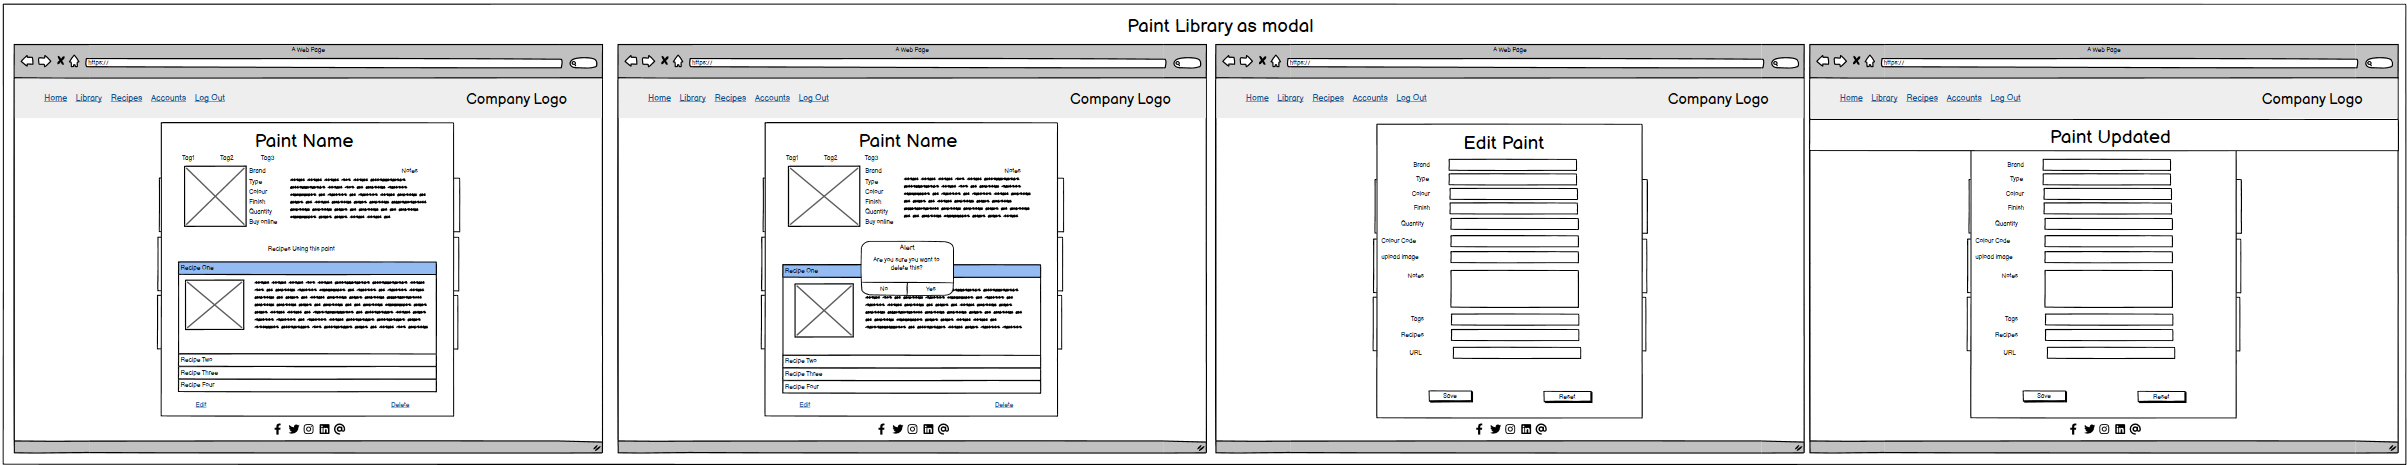 Paint Library as modal
A Web Page
https://
Home Library Recipes Accounts Log Out
Company Logo
Paint Name
Tag1 Tag2 Tag3
Brand
Type
Colour
Finish
Quantity
Buy online
Notes
Recipes Using this paint
Recipe One
Recipe Two
Recipe Three
Recipe Four
Edit Delete
A Web Page
https://
Home Library Recipes Accounts Log Out
Company Logo
Paint Name
Tag1 Tag2 Tag3
Brand
Type
Colour
Finish
Quantity
Buy online
Notes
Alert
Are you sure you want to
delete this?
No Yes
Recipe One
Recipe Two
Recipe Three
Recipe Four
Edit Delete
A Web Page
https://
Home Library Recipes Accounts Log Out
Company Logo
Edit Paint
Brand
Type
Colour
Finish
Quantity
Colour Code
upload image
Notes
Tags
Recipes
URL
Save Reset
A Web Page
https://
Home Library Recipes Accounts Log Out
Company Logo
Paint Updated
Brand
Type
Colour
Finish
Quantity
Colour Code
upload image
Notes
Tags
Recipes
URL
Save Reset